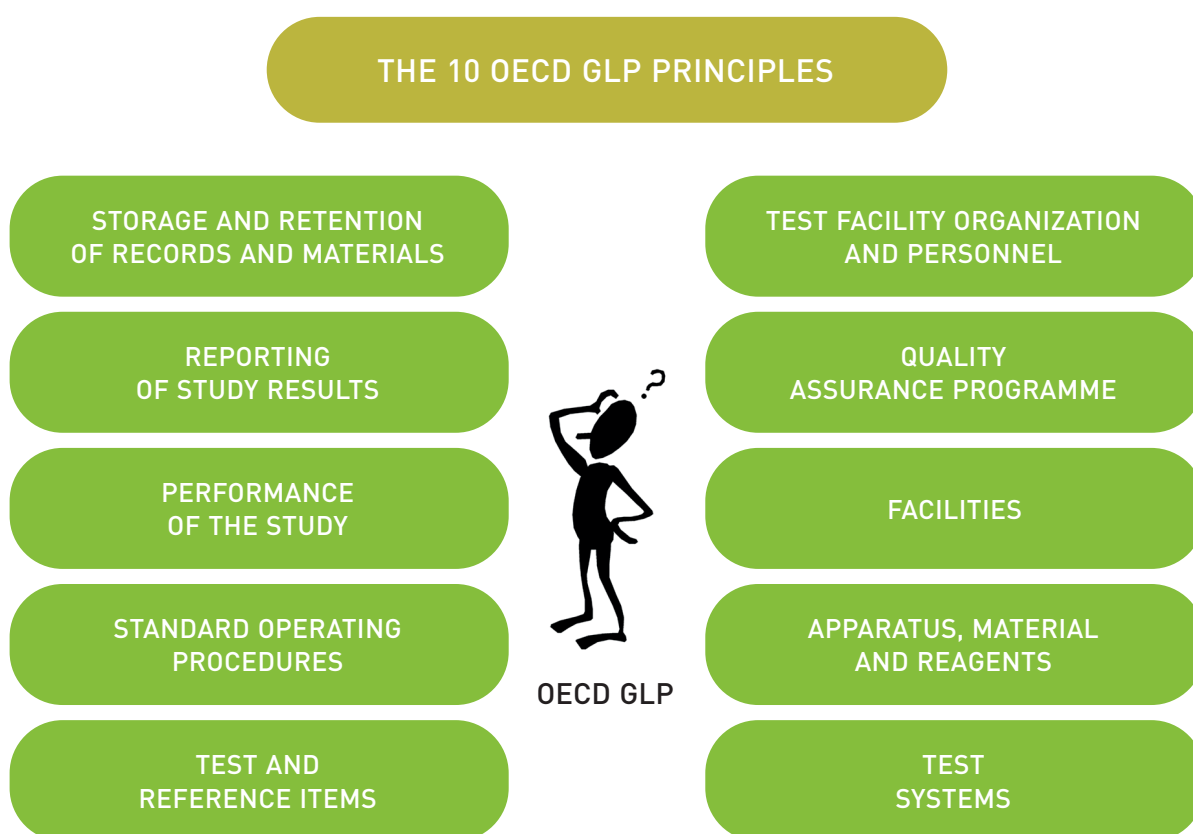 THE 10 OECD GLP PRINCIPLES
STORAGE AND RETENTION
OF RECORDS AND MATERIALS
REPORTING
OF STUDY RESULTS
PERFORMANCE
OF THE STUDY
STANDARD OPERATING
PROCEDURES
TEST AND
REFERENCE ITEMS
?
OECD GLP
TEST FACILITY ORGANIZATION
AND PERSONNEL
QUALITY
ASSURANCE PROGRAMME
FACILITIES
APPARATUS, MATERIAL
AND REAGENTS
TEST
SYSTEMS